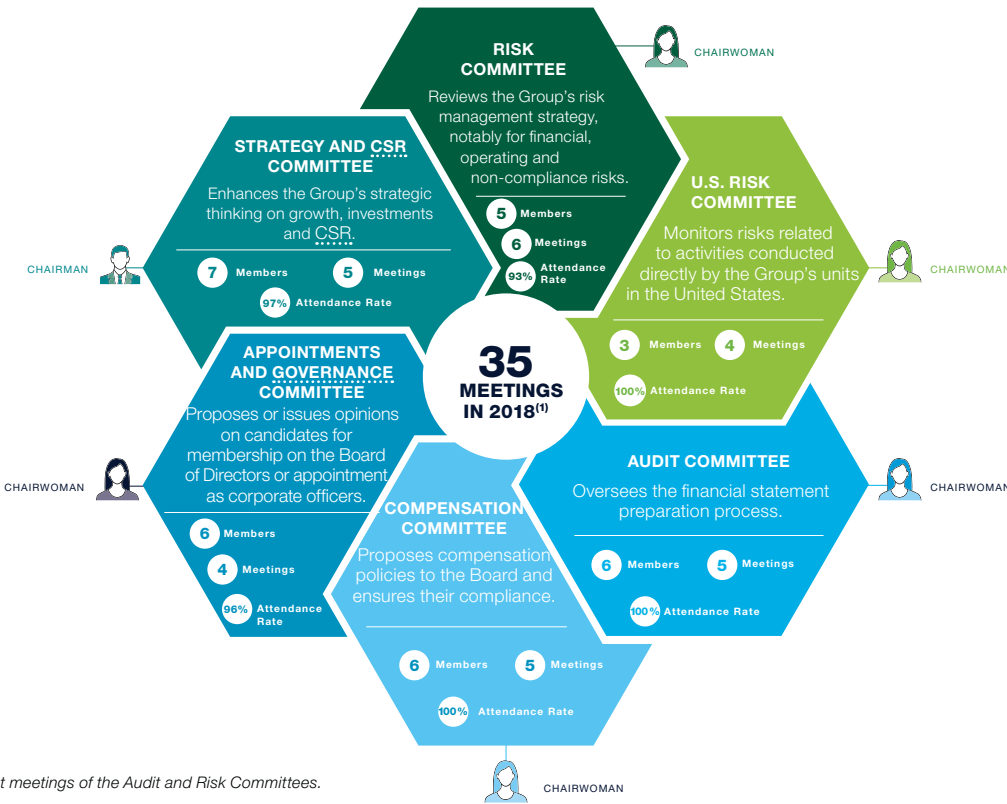 RISK
COMMITTEE
Reviews the Group's risk
management strategy,
notably for financial,
operating and
non-compliance risks.
5 Members
6 Meetings
93% Attendance
Rate
CHAIRWOMAN
STRATEGY AND CSR
COMMITTEE
Enhances the Group's strategic
thinking on growth, investments
and CSR.
7 Members 5 Meetings
97% Attendance Rate
CHAIRMAN
U.S. RISK
COMMITTEE
Monitors risks related
to activities conducted
directly by the Group's units
in the United States.
3 Members 4 Meetings
100% Attendance Rate
CHAIRWOMAN
35
MEETINGS
IN 2018(1)
APPOINTMENTS
AND GOVERNANCE
COMMITTEE
Proposes or issues opinions
on candidates for
membership on the Board
of Directors or appointment
as corporate officers.
6 Members
4 Meetings
96% Attendance
Rate
CHAIRWOMAN
AUDIT COMMITTEE
Oversees the financial statement
preparation process.
6 Members 5 Meetings
100% Attendance Rate
CHAIRWOMAN
COMPENSATION
COMMITTEE
Proposes compensation
policies to the Board and
ensures their compliance.
6 Members 5 Meetings
100% Attendance Rate
CHAIRWOMAN
t meetings of the Audit and Risk Committees.